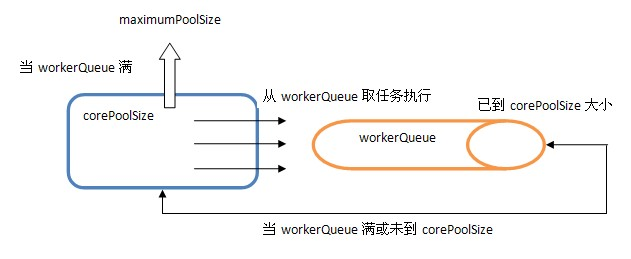 maximumPoolSize
当 workerQueue 满
从 workerQueue 取任务执行
已到 corePoolSize 大小
corePoolSize
workerQueue
当 workerQueue 满或未到 corePoolSize